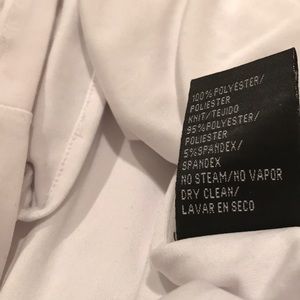 100%POLYESTER/
POLIESTER
KNIT/TEJIDO
95%POLYESTER/
POLIESTER
5%SPANDEX/
SPANDEX
NO STEAM/NO VAPOR
DRY CLEAN/
LAVAR EN SECO